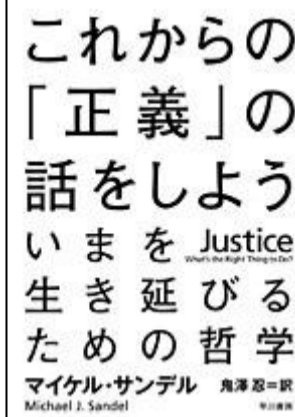 これからの
「正義」の
話をしよう
いまを
Justice
What's the Right Thing to Do?
生き延びる
ための哲学
マイケル・サンデル
鬼澤 忍=訳
Michael J. Sandel
早川書房